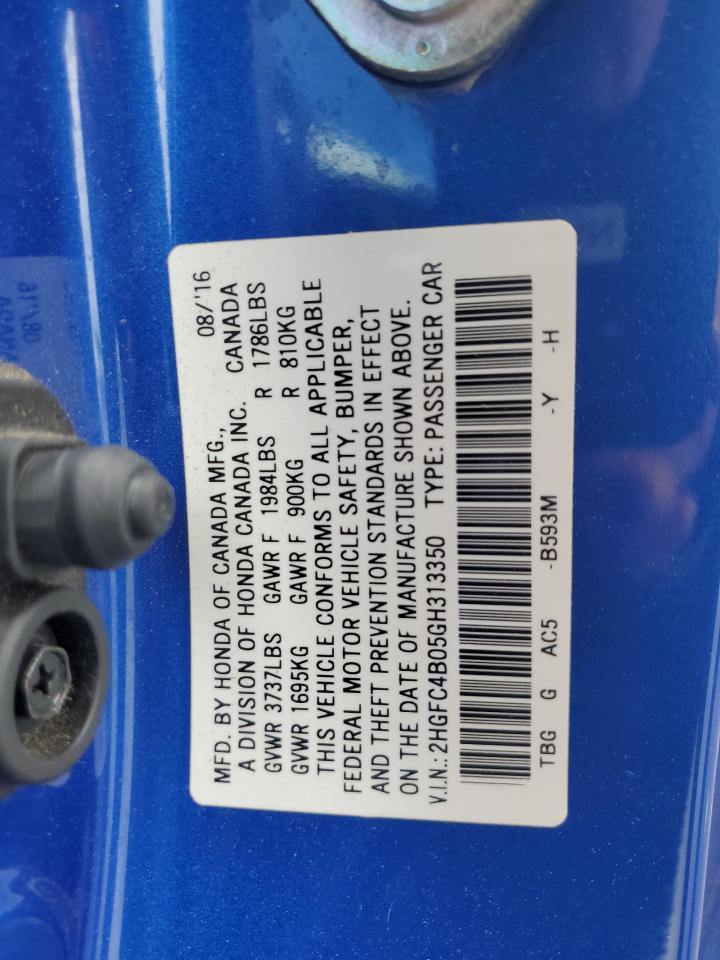 MFD. BY HONDA OF CANADA MFG., 08/'16
A DIVISION OF HONDA CANADA INC. CANADA
GVWR 3737LBS GAWR F 1984LBS R 1786LBS
GVWR 1695KG GAWR F 900KG R 810KG
THIS VEHICLE CONFORMS TO ALL APPLICABLE
FEDERAL MOTOR VEHICLE SAFETY, BUMPER,
AND THEFT PREVENTION STANDARDS IN EFFECT
ON THE DATE OF MANUFACTURE SHOWN ABOVE.
V.I.N.: 2HGFC4B05GH313350 TYPE: PASSENGER CAR
TBG G AC5 -B593M -Y -H